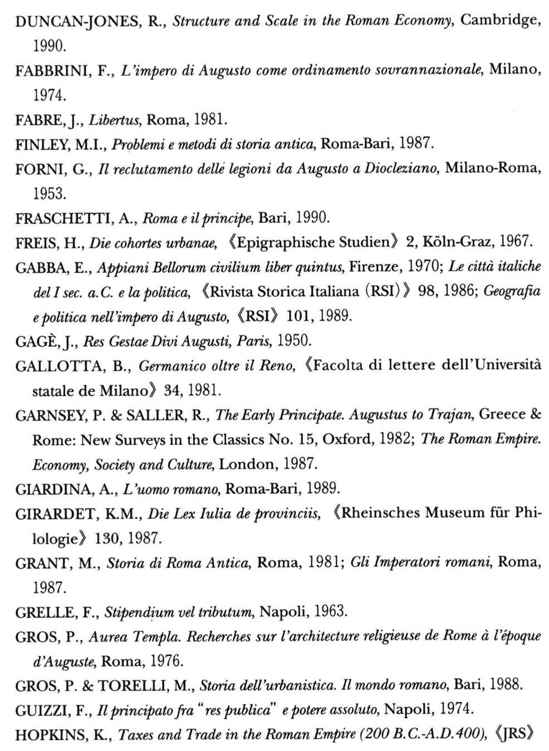 DUNCAN-JONES, R., Structure and Scale in the Roman Economy, Cambridge,
1990.
FABBRINI, F., L'impero di Augusto come ordinamento sovrannazionale, Milano,
1974.
FABRE, J., Libertus, Roma, 1981.
FINLEY, M.I., Problemi e metodi di storia antica, Roma-Bari, 1987.
FORNI, G., Il reclutamento delle legioni da Augusto a Diocleziano, Milano-Roma,
1953.
FRASCHETTI, A., Roma e il principe, Bari, 1990.
FREIS, H., Die cohortes urbanae, 《Epigraphische Studien》 2, Köln-Graz, 1967.
GABBA, E., Appiani Bellorum civilium liber quintus, Firenze, 1970; Le città italiche
del I sec. a.C. e la politica, 《Rivista Storica Italiana (RSI)》 98, 1986; Geografia
e politica nell'impero di Augusto, 《RSI》 101, 1989.
GAGÈ, J., Res Gestae Divi Augusti, Paris, 1950.
GALLOTTA, B., Germanico oltre il Reno, 《Facolta di lettere dell'Università
statale de Milano》 34, 1981.
GARNSEY, P. & SALLER, R., The Early Principate. Augustus to Trajan, Greece &
Rome: New Surveys in the Classics No. 15, Oxford, 1982; The Roman Empire.
Economy, Society and Culture, London, 1987.
GIARDINA, A., L'uomo romano, Roma-Bari, 1989.
GIRARDET, K.M., Die Lex Iulia de provinciis, 《Rheinsches Museum für Phi-
lologie》 130, 1987.
GRANT, M., Storia di Roma Antica, Roma, 1981; Gli Imperatori romani, Roma,
1987.
GRELLE, F., Stipendium vel tributum, Napoli, 1963.
GROS, P., Aurea Templa. Recherches sur l'architecture religieuse de Rome à l'époque
d'Auguste, Roma, 1976.
GROS, P. & TORELLI, M., Storia dell'urbanistica. Il mondo romano, Bari, 1988.
GUIZZI, F., Il principato fra "res publica" e potere assoluto, Napoli, 1974.
HOPKINS, K., Taxes and Trade in the Roman Empire (200 B.C.-A.D.400), 《JRS》